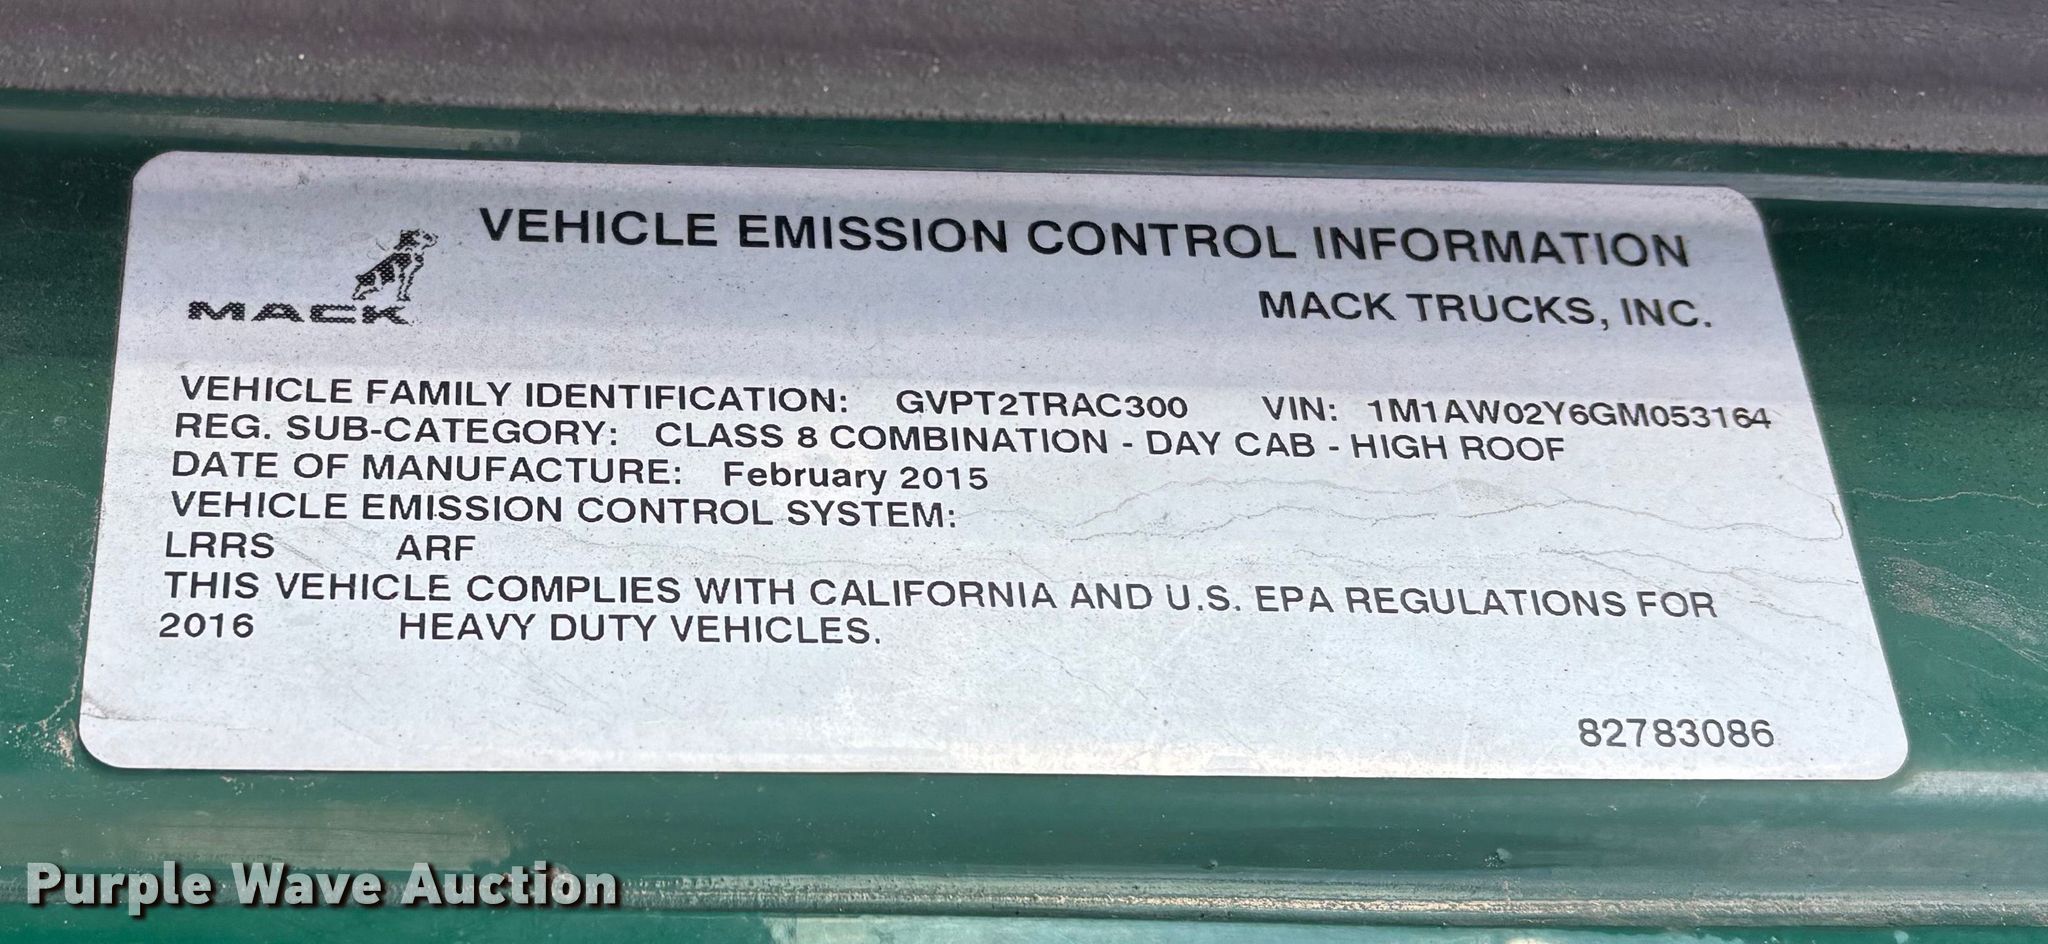 VEHICLE EMISSION CONTROL INFORMATION
MACK
MACK TRUCKS, INC.
VEHICLE FAMILY IDENTIFICATION: GVPT2TRAC300 VIN: 1M1AW02Y6GM053164
REG. SUB-CATEGORY: CLASS 8 COMBINATION - DAY CAB - HIGH ROOF
DATE OF MANUFACTURE: February 2015
VEHICLE EMISSION CONTROL SYSTEM:
LRRS ARF
THIS VEHICLE COMPLIES WITH CALIFORNIA AND U.S. EPA REGULATIONS FOR
2016 HEAVY DUTY VEHICLES.
82783086
Purple Wave Auction